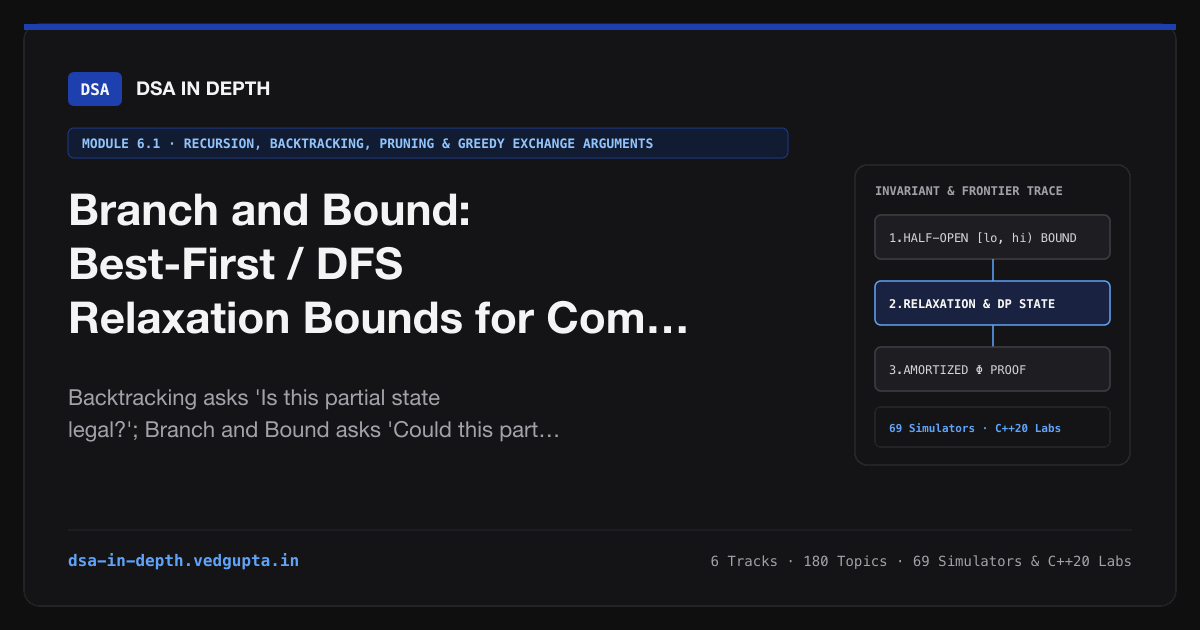 DSA
DSA IN DEPTH
MODULE 6.1 · RECURSION, BACKTRACKING, PRUNING & GREEDY EXCHANGE ARGUMENTS
Branch and Bound:
Best-First / DFS
Relaxation Bounds for Com…
Backtracking asks 'Is this partial state
legal?'; Branch and Bound asks 'Could this part…
INVARIANT & FRONTIER TRACE
1.HALF-OPEN [lo, hi) BOUND
2.RELAXATION & DP STATE
3.AMORTIZED Φ PROOF
69 Simulators · C++20 Labs
dsa-in-depth.vedgupta.in
6 Tracks · 180 Topics · 69 Simulators & C++20 Labs